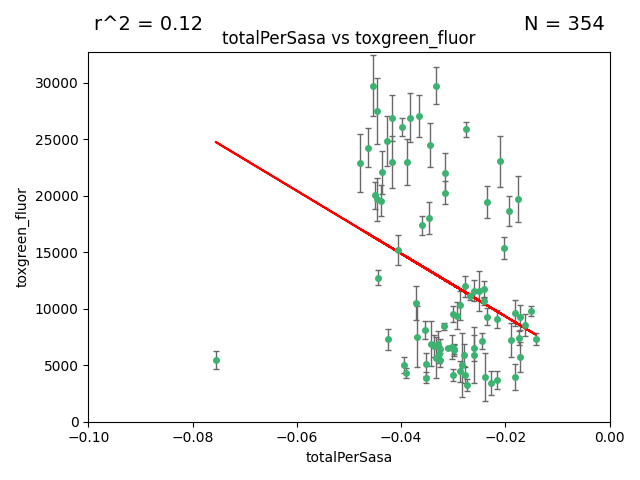 r^2 = 0.12
N = 354
totalPerSasa vs toxgreen_fluor
toxgreen_fluor
30000
25000
20000
15000
10000
5000
0
−0.10
−0.08
−0.06
−0.04
−0.02
0.00
totalPerSasa